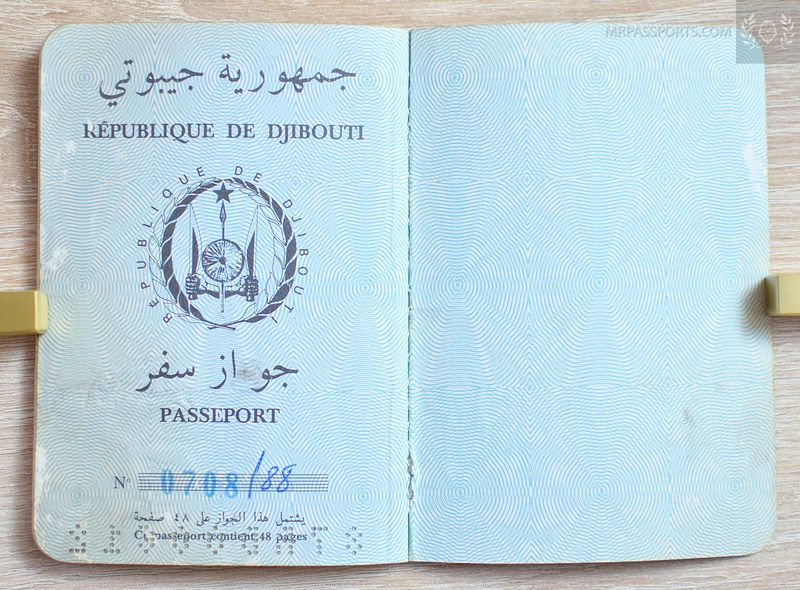 MRPASSPORTS.COM
جمهورية جيبوتي
RÉPUBLIQUE DE DJIBOUTI
REPUBLIQUE DE DJIBOUTI
جواز سفر
PASSEPORT
N° 0708/88
يشتمل هذا الجواز على ٤٨ صفحة
Ce passeport contient 48 pages